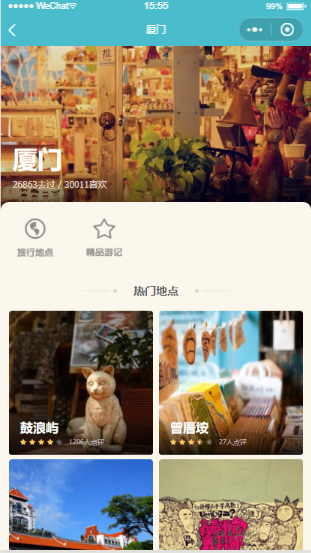 WeChat
15:55
99%
厦门
厦门
26863去过 / 30011喜欢
旅行地点
精品游记
热门地点
鼓浪屿
1206人点评
曾厝垵
27人点评